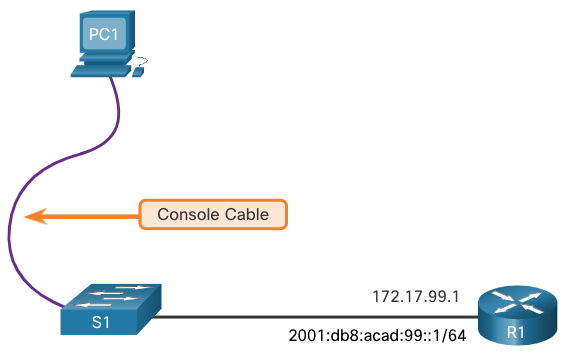 PC1
Console Cable
172.17.99.1
S1
R1
2001:db8:acad:99::1/64